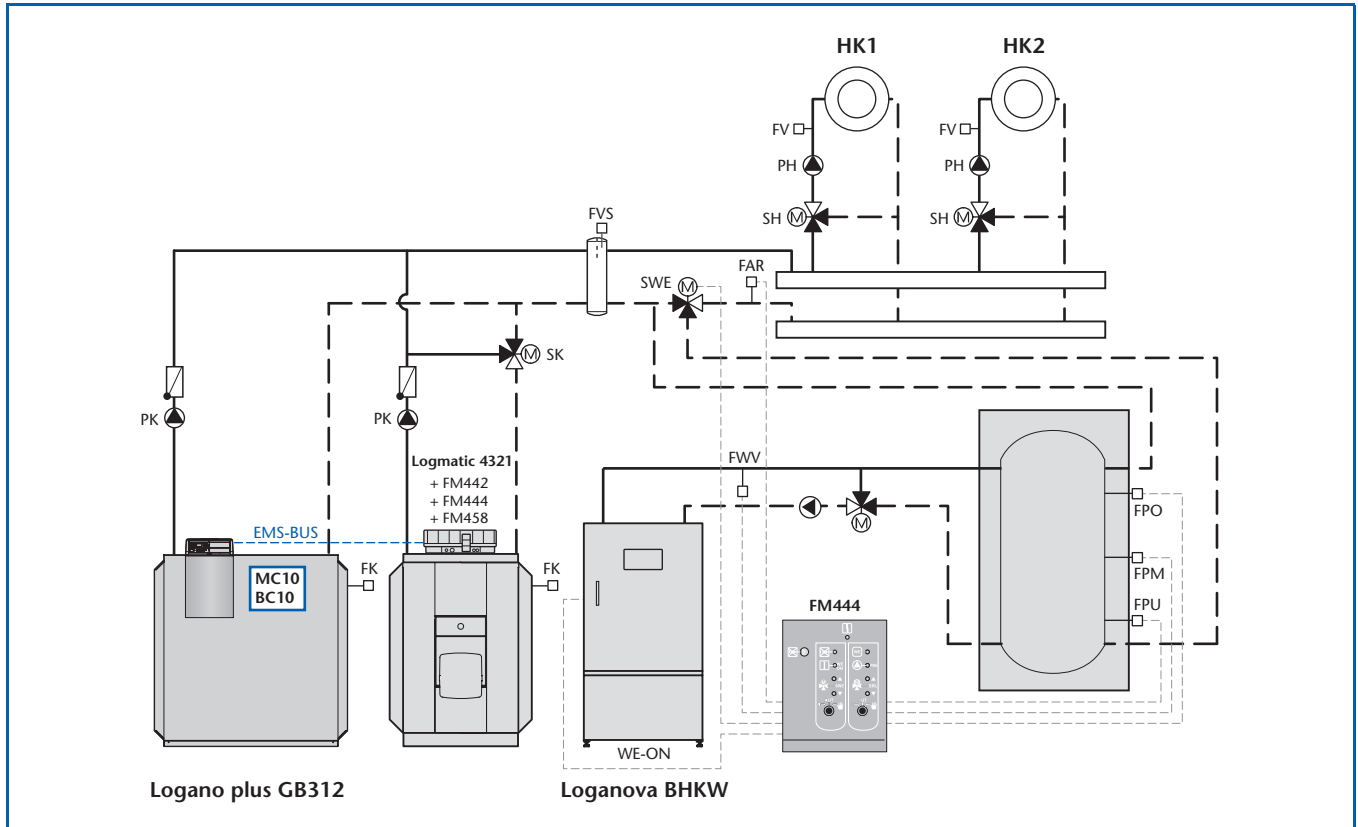 HK1
HK2
FV
FV
PH
PH
SH
M
SH
M
FVS
FAR
SWE
M
M
SK
PK
PK
Logmatic 4321
+ FM442
+ FM444
+ FM458
FWV
M
FPO
EMS-BUS
FK
FK
FPM
MC10
BC10
FPU
FM444
WE-ON
Logano plus GB312
Loganova BHKW